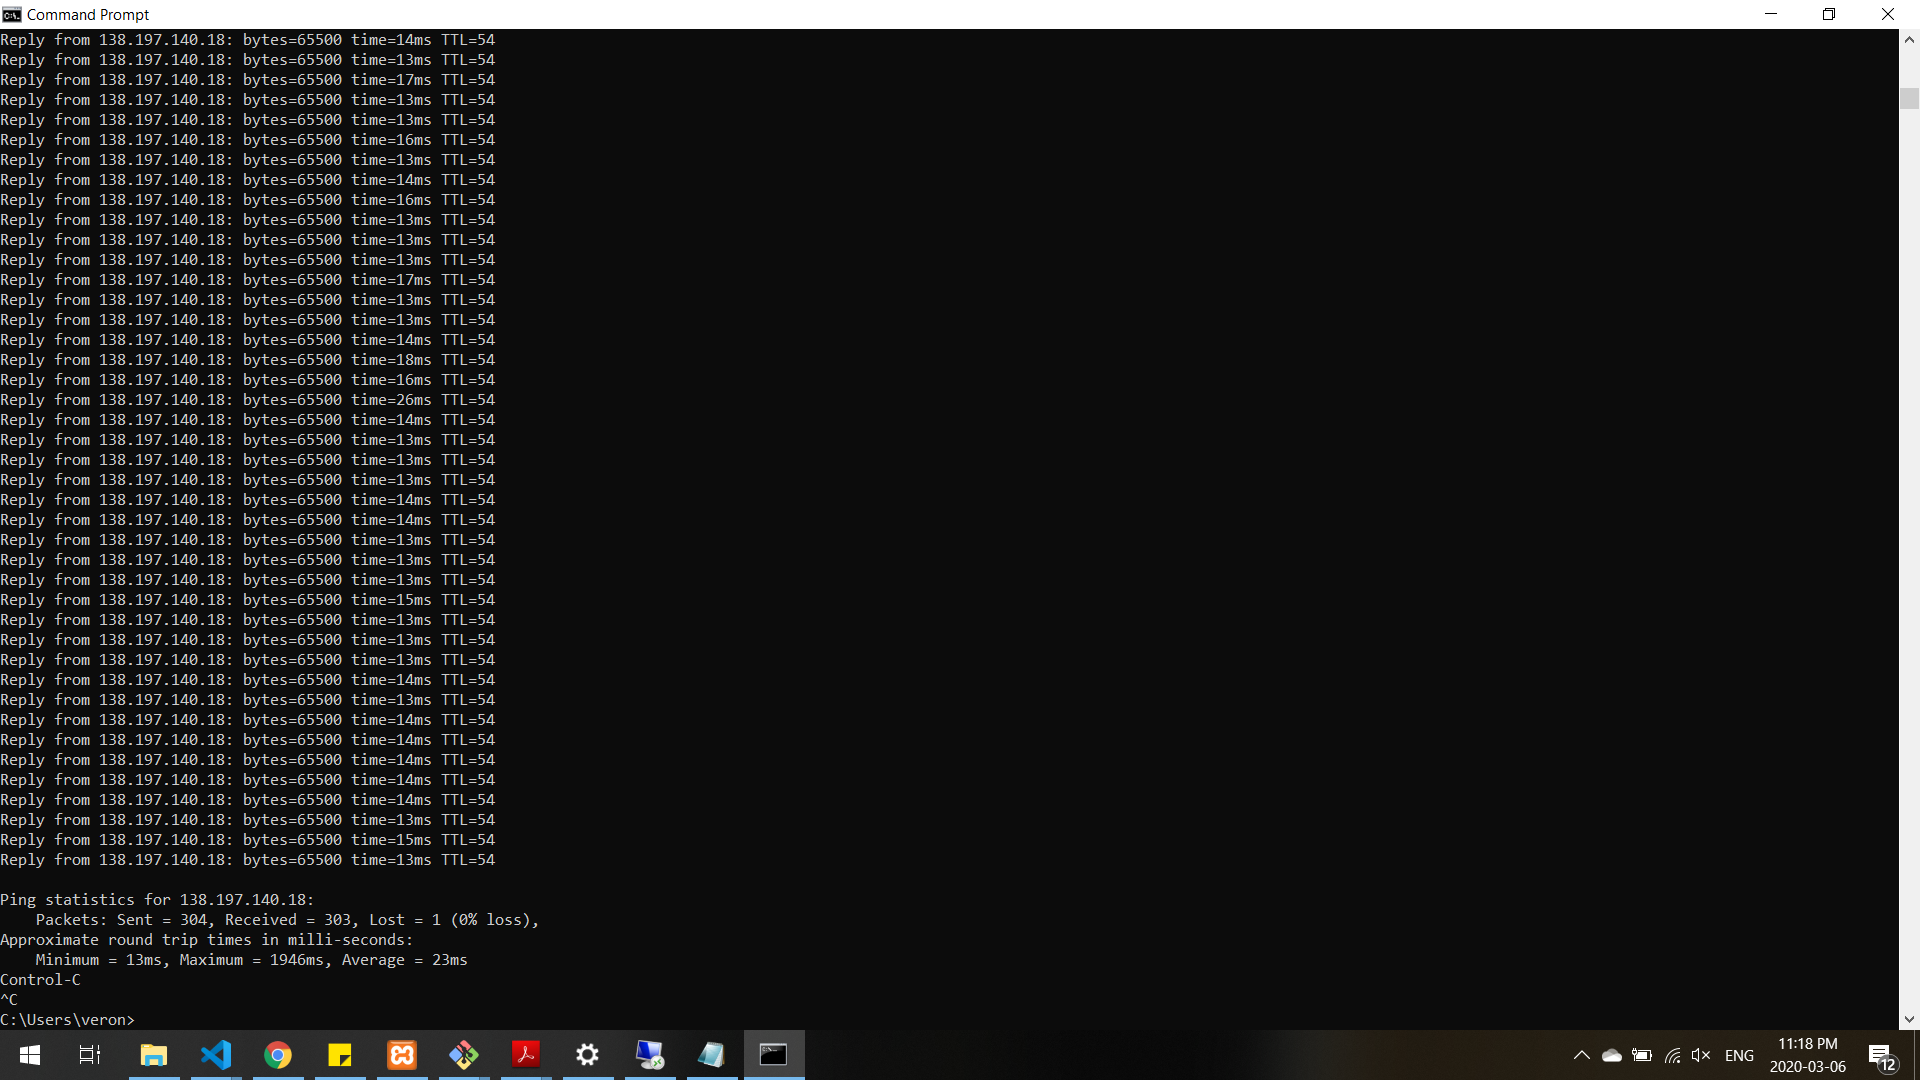 Command Prompt
Reply from 138.197.140.18: bytes=65500 time=14ms TTL=54
Reply from 138.197.140.18: bytes=65500 time=13ms TTL=54
Reply from 138.197.140.18: bytes=65500 time=17ms TTL=54
Reply from 138.197.140.18: bytes=65500 time=13ms TTL=54
Reply from 138.197.140.18: bytes=65500 time=13ms TTL=54
Reply from 138.197.140.18: bytes=65500 time=16ms TTL=54
Reply from 138.197.140.18: bytes=65500 time=13ms TTL=54
Reply from 138.197.140.18: bytes=65500 time=14ms TTL=54
Reply from 138.197.140.18: bytes=65500 time=16ms TTL=54
Reply from 138.197.140.18: bytes=65500 time=13ms TTL=54
Reply from 138.197.140.18: bytes=65500 time=13ms TTL=54
Reply from 138.197.140.18: bytes=65500 time=13ms TTL=54
Reply from 138.197.140.18: bytes=65500 time=17ms TTL=54
Reply from 138.197.140.18: bytes=65500 time=13ms TTL=54
Reply from 138.197.140.18: bytes=65500 time=13ms TTL=54
Reply from 138.197.140.18: bytes=65500 time=14ms TTL=54
Reply from 138.197.140.18: bytes=65500 time=18ms TTL=54
Reply from 138.197.140.18: bytes=65500 time=16ms TTL=54
Reply from 138.197.140.18: bytes=65500 time=26ms TTL=54
Reply from 138.197.140.18: bytes=65500 time=14ms TTL=54
Reply from 138.197.140.18: bytes=65500 time=13ms TTL=54
Reply from 138.197.140.18: bytes=65500 time=13ms TTL=54
Reply from 138.197.140.18: bytes=65500 time=13ms TTL=54
Reply from 138.197.140.18: bytes=65500 time=14ms TTL=54
Reply from 138.197.140.18: bytes=65500 time=14ms TTL=54
Reply from 138.197.140.18: bytes=65500 time=13ms TTL=54
Reply from 138.197.140.18: bytes=65500 time=13ms TTL=54
Reply from 138.197.140.18: bytes=65500 time=13ms TTL=54
Reply from 138.197.140.18: bytes=65500 time=15ms TTL=54
Reply from 138.197.140.18: bytes=65500 time=13ms TTL=54
Reply from 138.197.140.18: bytes=65500 time=13ms TTL=54
Reply from 138.197.140.18: bytes=65500 time=13ms TTL=54
Reply from 138.197.140.18: bytes=65500 time=14ms TTL=54
Reply from 138.197.140.18: bytes=65500 time=13ms TTL=54
Reply from 138.197.140.18: bytes=65500 time=14ms TTL=54
Reply from 138.197.140.18: bytes=65500 time=14ms TTL=54
Reply from 138.197.140.18: bytes=65500 time=14ms TTL=54
Reply from 138.197.140.18: bytes=65500 time=14ms TTL=54
Reply from 138.197.140.18: bytes=65500 time=14ms TTL=54
Reply from 138.197.140.18: bytes=65500 time=13ms TTL=54
Reply from 138.197.140.18: bytes=65500 time=15ms TTL=54
Reply from 138.197.140.18: bytes=65500 time=13ms TTL=54
Ping statistics for 138.197.140.18:
Packets: Sent = 304, Received = 303, Lost = 1 (0% loss),
Approximate round trip times in milli-seconds:
Minimum = 13ms, Maximum = 1946ms, Average = 23ms
Control-C
^C
C:\Users\veron>
ENG
11:18 PM
2020-03-06
12